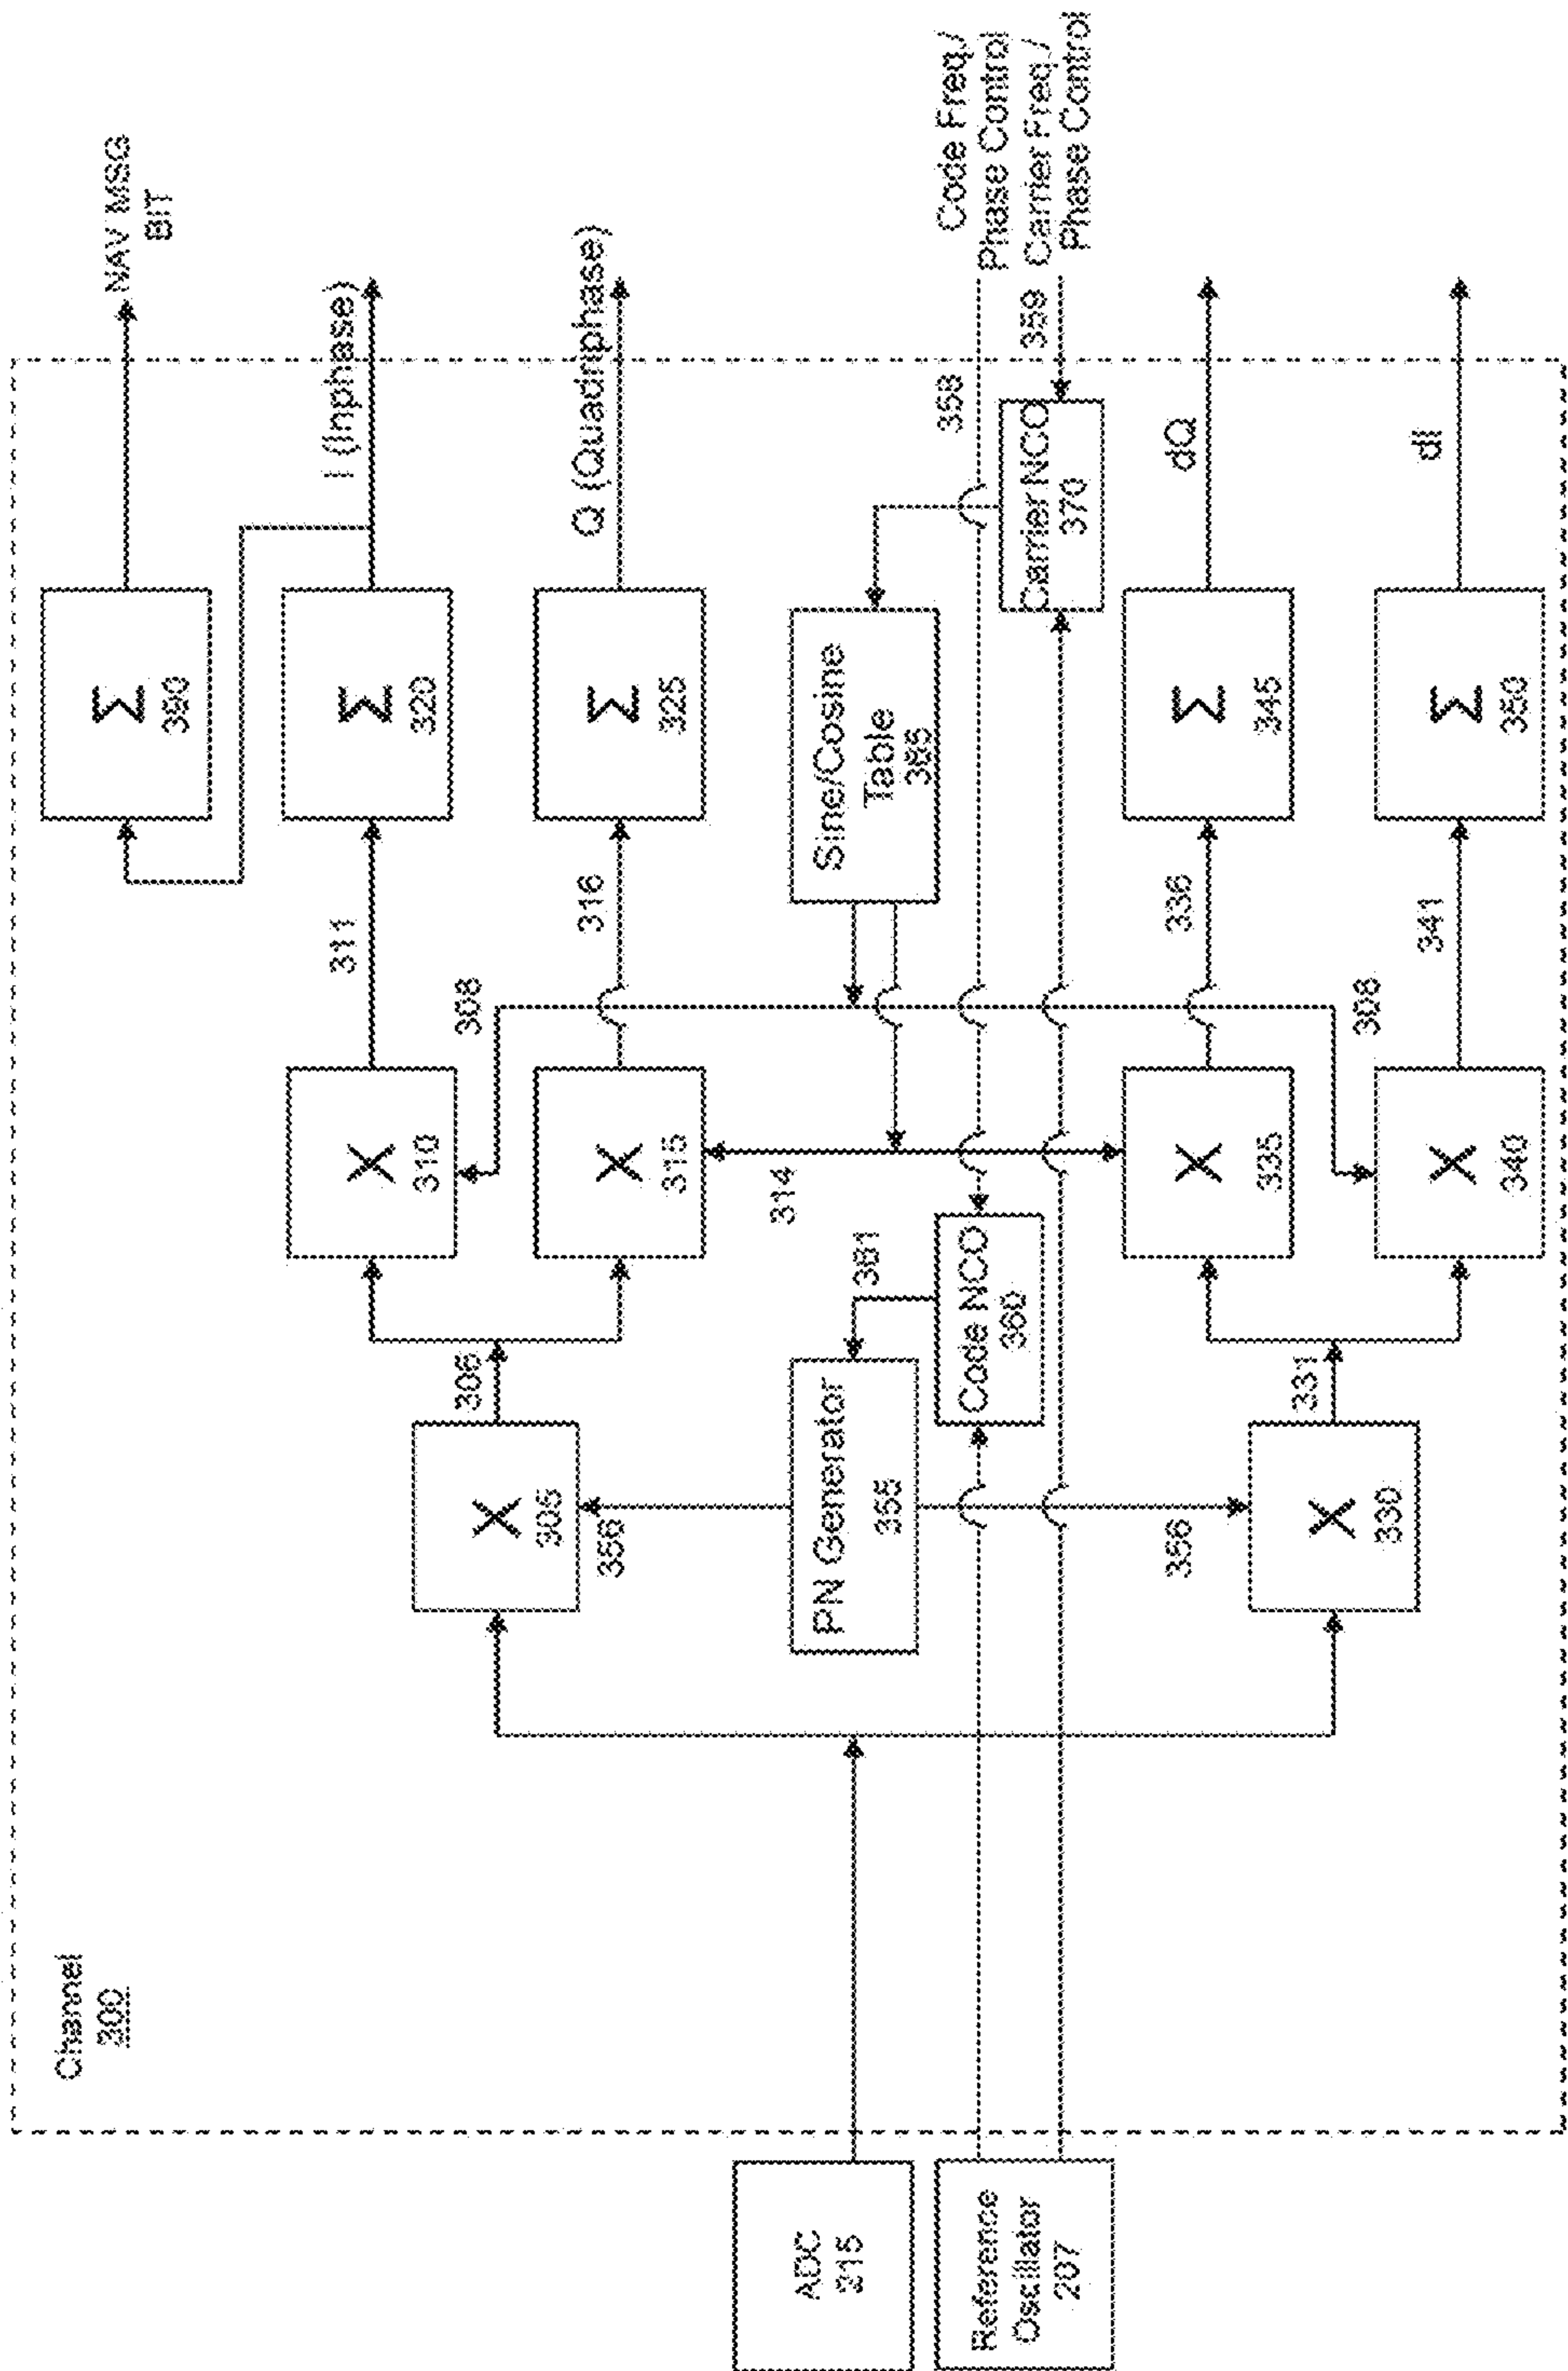 Channel
300
ADC
215
Reference
Oscillator
207
X
305
356
306
X
310
308
311
Σ
320
I (Inphase)
Σ
390
NAV MSG
BIT
X
315
316
Σ
325
Q (Quadriphase)
314
PN Generator
355
381
Code NCO
360
Sine/Cosine
Table
365
Carrier NCO
370
358
Code Freq./
Phase Control
359
Carrier Freq./
Phase Control
356
X
330
331
X
335
336
Σ
345
dQ
308
X
340
341
Σ
350
dI